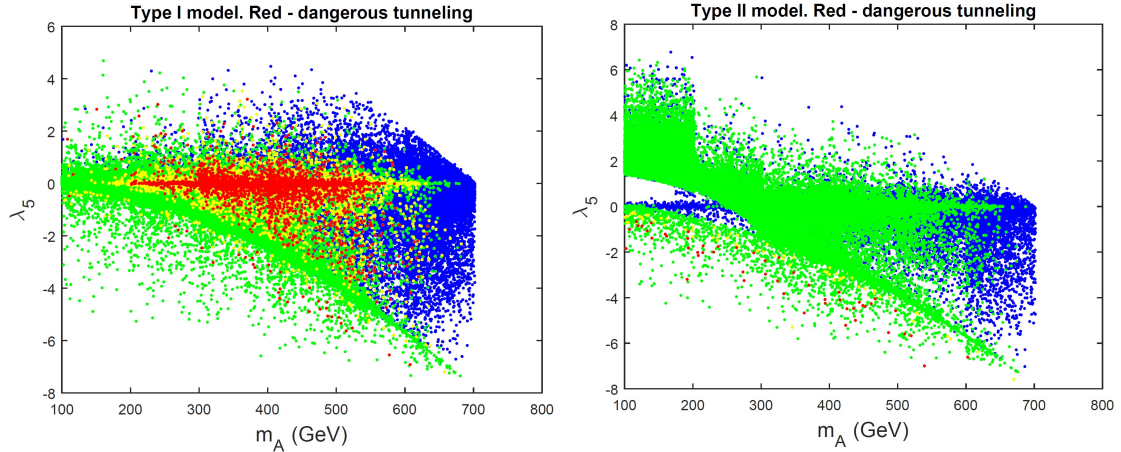 Type I model. Red - dangerous tunneling
6
4
2
0
-2
-4
-6
-8
λ5
100 200 300 400 500 600 700 800
m_A (GeV)
Type II model. Red - dangerous tunneling
8
6
4
2
0
-2
-4
-6
-8
λ5
100 200 300 400 500 600 700 800
m_A (GeV)